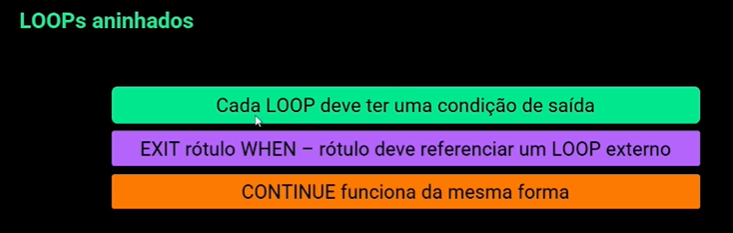 LOOPs aninhados
Cada LOOP deve ter uma condição de saída
EXIT rótulo WHEN – rótulo deve referenciar um LOOP externo
CONTINUE funciona da mesma forma